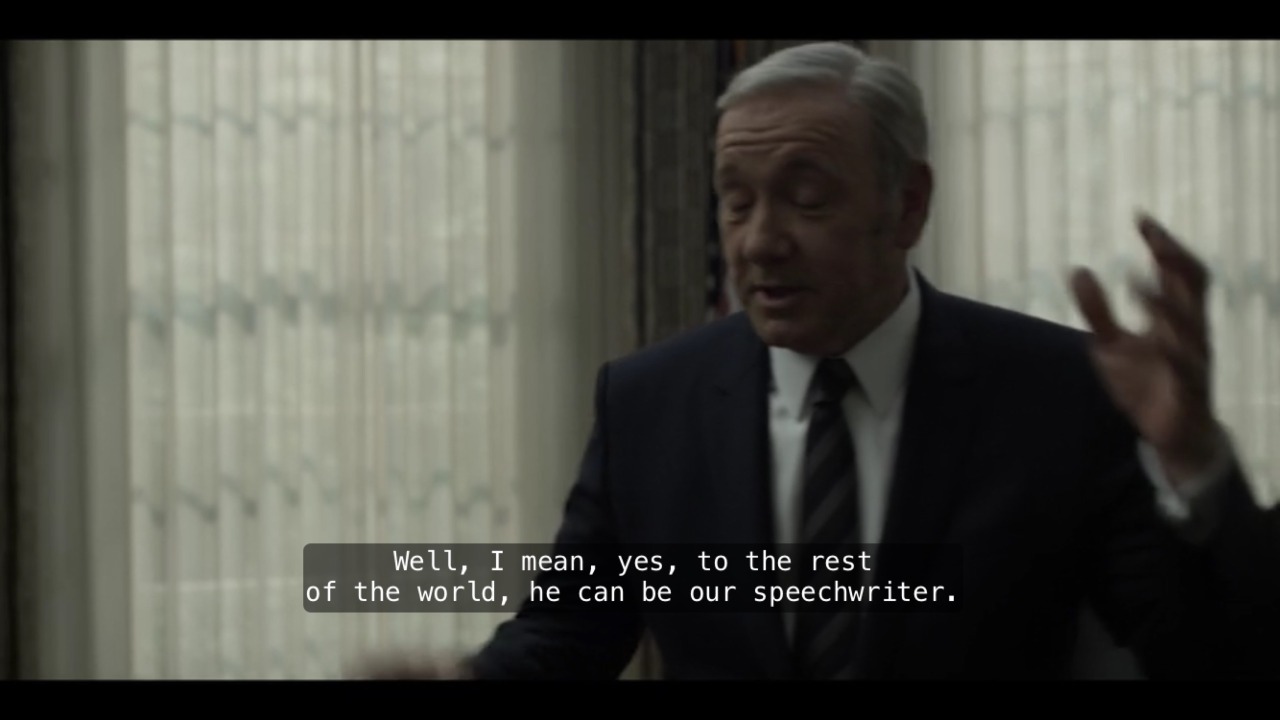 Well, I mean, yes, to the rest
of the world, he can be our speechwriter.